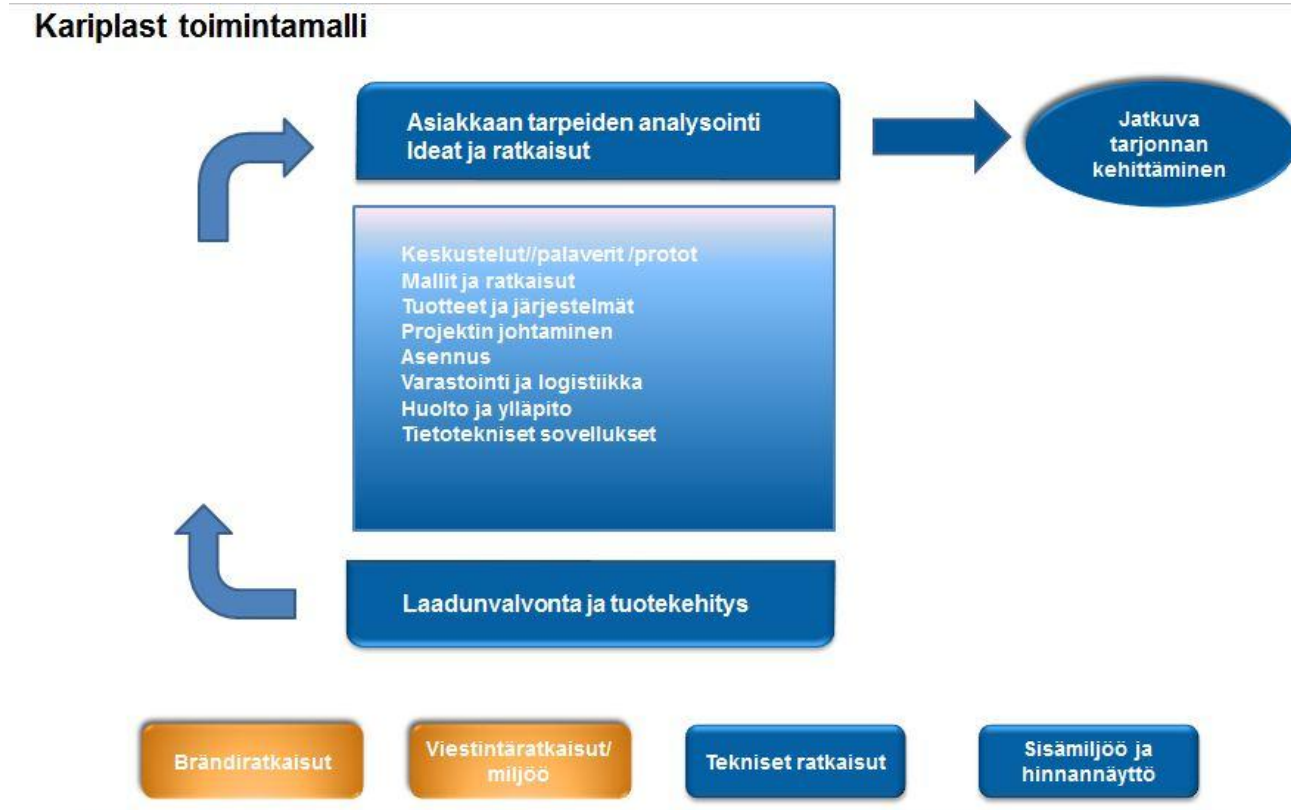 Kariplast toimintamalli
Asiakkaan tarpeiden analysointi
Ideat ja ratkaisut
Jatkuva
tarjonnan
kehittäminen
Keskustelut//palaverit /protot
Mallit ja ratkaisut
Tuotteet ja järjestelmät
Projektin johtaminen
Asennus
Varastointi ja logistiikka
Huolto ja ylläpito
Tietotekniset sovellukset
Laadunvalvonta ja tuotekehitys
Brändiratkaisut
Viestintäratkaisut/
miljöö
Tekniset ratkaisut
Sisämiljöö ja
hinnannäyttö